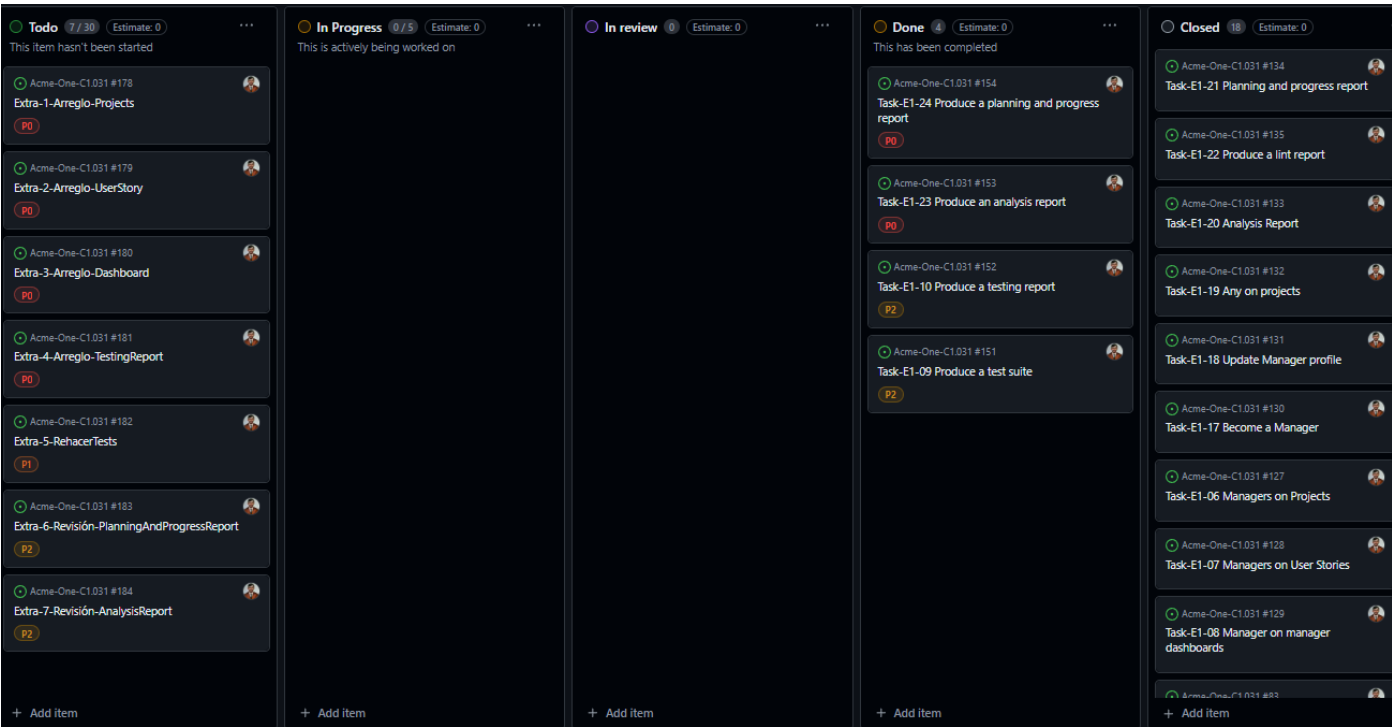 Todo 7 / 30 Estimate: 0 ...
This item hasn't been started
Acme-One-C1.031 #178
Extra-1-Arreglo-Projects
P0
Acme-One-C1.031 #179
Extra-2-Arreglo-UserStory
P0
Acme-One-C1.031 #180
Extra-3-Arreglo-Dashboard
P0
Acme-One-C1.031 #181
Extra-4-Arreglo-TestingReport
P0
Acme-One-C1.031 #182
Extra-5-RehacerTests
P1
Acme-One-C1.031 #183
Extra-6-Revisión-PlanningAndProgressReport
P2
Acme-One-C1.031 #184
Extra-7-Revisión-AnalysisReport
P2
+ Add item
In Progress 0 / 5 Estimate: 0 ...
This is actively being worked on
+ Add item
In review 0 Estimate: 0 ...
+ Add item
Done 4 Estimate: 0 ...
This has been completed
Acme-One-C1.031 #154
Task-E1-24 Produce a planning and progress
report
P0
Acme-One-C1.031 #153
Task-E1-23 Produce an analysis report
P0
Acme-One-C1.031 #152
Task-E1-10 Produce a testing report
P2
Acme-One-C1.031 #151
Task-E1-09 Produce a test suite
P2
+ Add item
Closed 18 Estimate: 0
Acme-One-C1.031 #134
Task-E1-21 Planning and progress report
Acme-One-C1.031 #135
Task-E1-22 Produce a lint report
Acme-One-C1.031 #133
Task-E1-20 Analysis Report
Acme-One-C1.031 #132
Task-E1-19 Any on projects
Acme-One-C1.031 #131
Task-E1-18 Update Manager profile
Acme-One-C1.031 #130
Task-E1-17 Become a Manager
Acme-One-C1.031 #127
Task-E1-06 Managers on Projects
Acme-One-C1.031 #128
Task-E1-07 Managers on User Stories
Acme-One-C1.031 #129
Task-E1-08 Manager on manager
dashboards
Acme-One-C1.031 #83
+ Add item